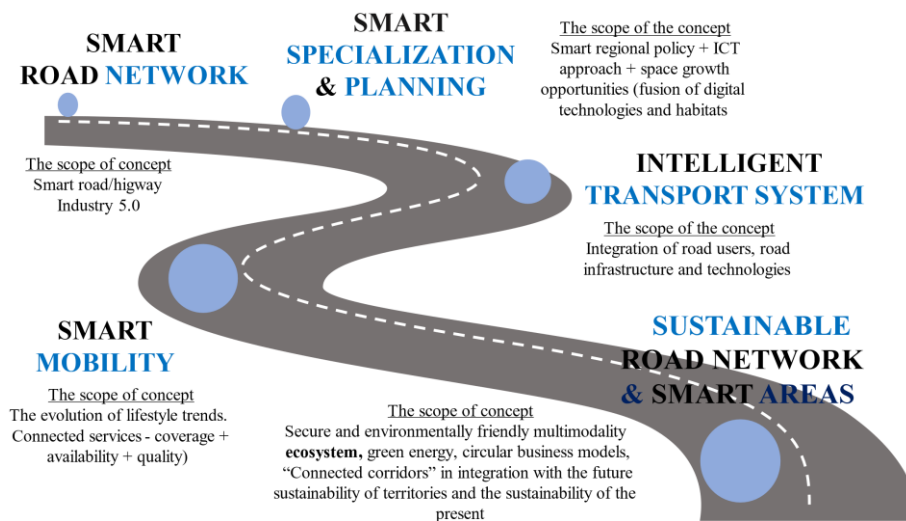 SMART
ROAD NETWORK
The scope of concept
Smart road/higway
Industry 5.0
SMART
SPECIALIZATION
& PLANNING
The scope of the concept
Smart regional policy + ICT
approach + space growth
opportunities (fusion of digital
technologies and habitats
INTELLIGENT
TRANSPORT SYSTEM
The scope of the concept
Integration of road users, road
infrastructure and technologies
SMART
MOBILITY
The scope of concept
The evolution of lifestyle trends.
Connected services - coverage +
availability + quality)
SUSTAINABLE
ROAD NETWORK
& SMART AREAS
The scope of concept
Secure and environmentally friendly multimodality
ecosystem, green energy, circular business models,
“Connected corridors” in integration with the future
sustainability of territories and the sustainability of the
present